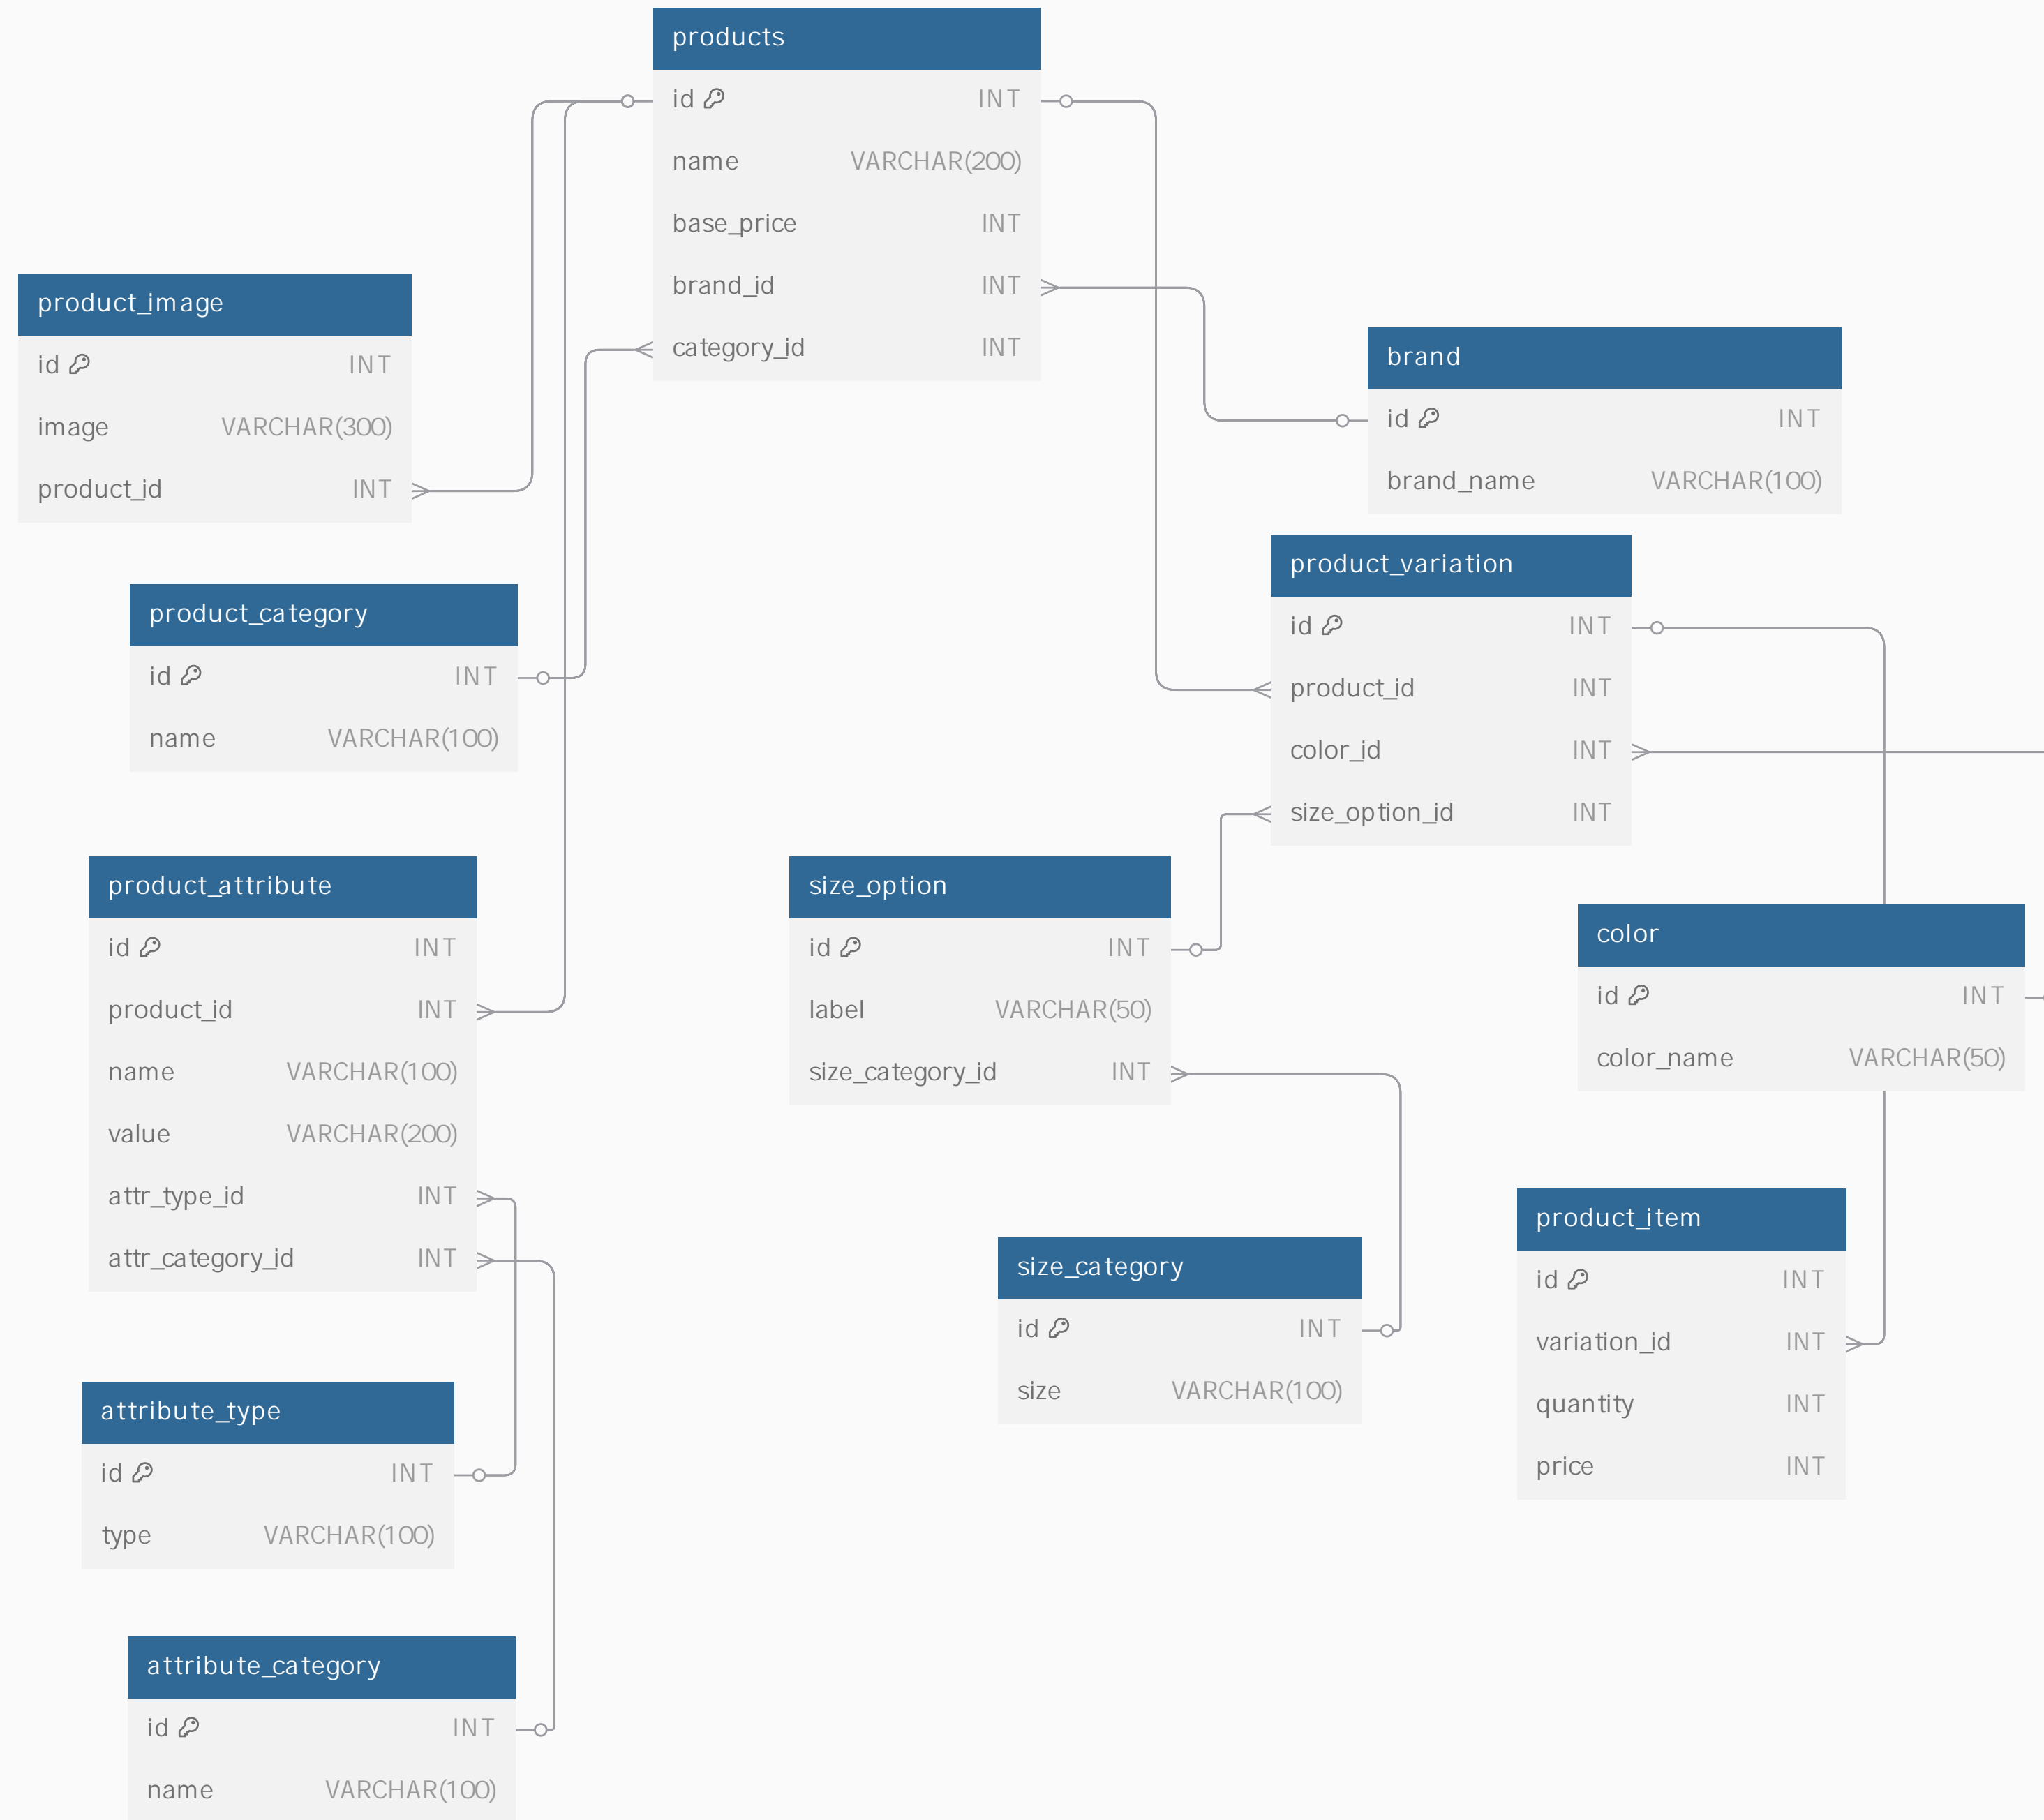 products
id INT
name VARCHAR(200)
base_price INT
brand_id INT
category_id INT
product_image
id INT
image VARCHAR(300)
product_id INT
brand
id INT
brand_name VARCHAR(100)
product_variation
id INT
product_id INT
color_id INT
size_option_id INT
product_category
id INT
name VARCHAR(100)
product_attribute
id INT
product_id INT
name VARCHAR(100)
value VARCHAR(200)
attr_type_id INT
attr_category_id INT
size_option
id INT
label VARCHAR(50)
size_category_id INT
color
id INT
color_name VARCHAR(50)
product_item
id INT
variation_id INT
quantity INT
price INT
size_category
id INT
size VARCHAR(100)
attribute_type
id INT
type VARCHAR(100)
attribute_category
id INT
name VARCHAR(100)